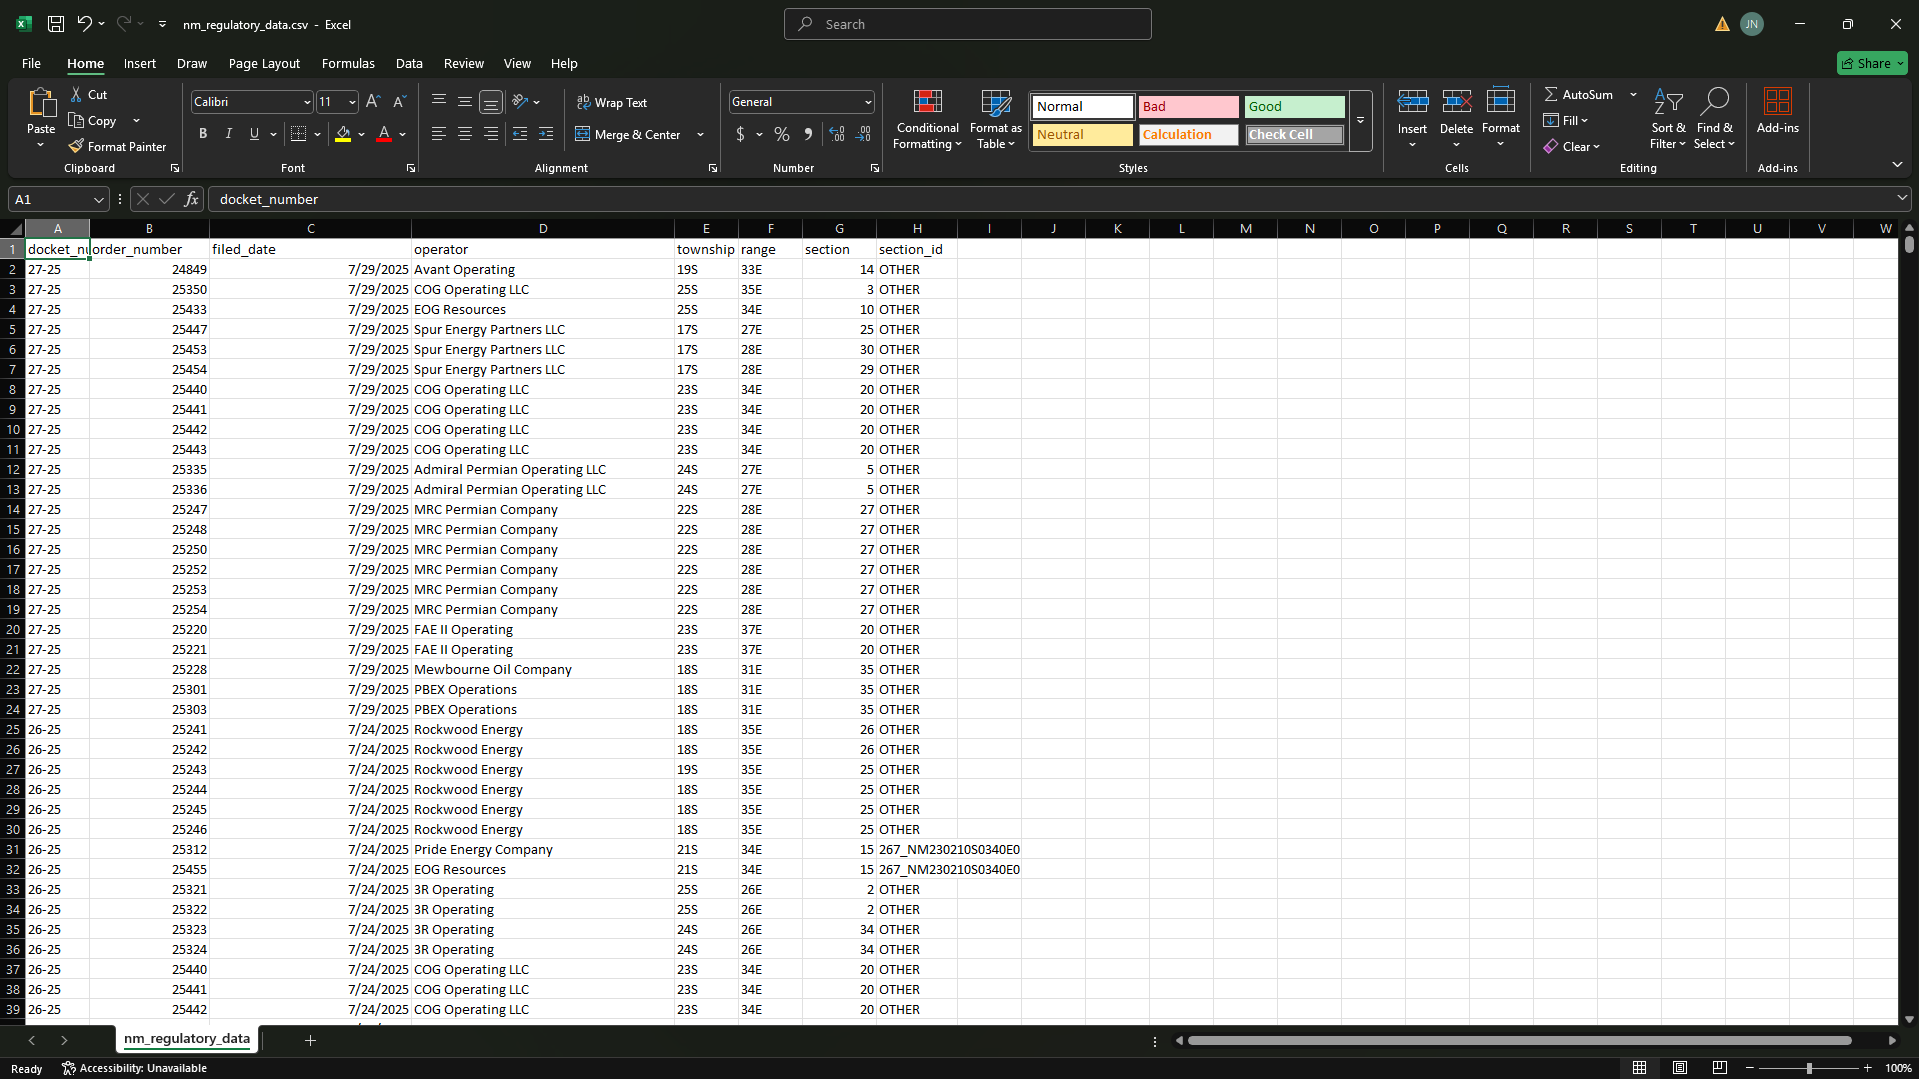 nm_regulatory_data.csv - Excel
Search
JN
File Home Insert Draw Page Layout Formulas Data Review View Help
Share
Paste
Cut
Copy
Format Painter
Clipboard
Calibri 11
B I U
Font
Wrap Text
Merge & Center
Alignment
General
$ %
Number
Conditional Formatting
Format as Table
Normal Bad Good
Neutral Calculation Check Cell
Styles
Insert Delete Format
Cells
AutoSum
Fill
Clear
Sort & Filter
Find & Select
Editing
Add-ins
Add-ins
A1 fx docket_number
A B C D E F G H I J K L M N O P Q R S T U V W
1 docket_nu order_number filed_date operator township range section section_id
2 27-25 24849 7/29/2025 Avant Operating 19S 33E 14 OTHER
3 27-25 25350 7/29/2025 COG Operating LLC 25S 35E 3 OTHER
4 27-25 25433 7/29/2025 EOG Resources 25S 34E 10 OTHER
5 27-25 25447 7/29/2025 Spur Energy Partners LLC 17S 27E 25 OTHER
6 27-25 25453 7/29/2025 Spur Energy Partners LLC 17S 28E 30 OTHER
7 27-25 25454 7/29/2025 Spur Energy Partners LLC 17S 28E 29 OTHER
8 27-25 25440 7/29/2025 COG Operating LLC 23S 34E 20 OTHER
9 27-25 25441 7/29/2025 COG Operating LLC 23S 34E 20 OTHER
10 27-25 25442 7/29/2025 COG Operating LLC 23S 34E 20 OTHER
11 27-25 25443 7/29/2025 COG Operating LLC 23S 34E 20 OTHER
12 27-25 25335 7/29/2025 Admiral Permian Operating LLC 24S 27E 5 OTHER
13 27-25 25336 7/29/2025 Admiral Permian Operating LLC 24S 27E 5 OTHER
14 27-25 25247 7/29/2025 MRC Permian Company 22S 28E 27 OTHER
15 27-25 25248 7/29/2025 MRC Permian Company 22S 28E 27 OTHER
16 27-25 25250 7/29/2025 MRC Permian Company 22S 28E 27 OTHER
17 27-25 25252 7/29/2025 MRC Permian Company 22S 28E 27 OTHER
18 27-25 25253 7/29/2025 MRC Permian Company 22S 28E 27 OTHER
19 27-25 25254 7/29/2025 MRC Permian Company 22S 28E 27 OTHER
20 27-25 25220 7/29/2025 FAE II Operating 23S 37E 20 OTHER
21 27-25 25221 7/29/2025 FAE II Operating 23S 37E 20 OTHER
22 27-25 25228 7/29/2025 Mewbourne Oil Company 18S 31E 35 OTHER
23 27-25 25301 7/29/2025 PBEX Operations 18S 31E 35 OTHER
24 27-25 25303 7/29/2025 PBEX Operations 18S 31E 35 OTHER
25 26-25 25241 7/24/2025 Rockwood Energy 18S 35E 26 OTHER
26 26-25 25242 7/24/2025 Rockwood Energy 18S 35E 26 OTHER
27 26-25 25243 7/24/2025 Rockwood Energy 19S 35E 25 OTHER
28 26-25 25244 7/24/2025 Rockwood Energy 18S 35E 25 OTHER
29 26-25 25245 7/24/2025 Rockwood Energy 18S 35E 25 OTHER
30 26-25 25246 7/24/2025 Rockwood Energy 18S 35E 25 OTHER
31 26-25 25312 7/24/2025 Pride Energy Company 21S 34E 15 267_NM230210S0340E0
32 26-25 25455 7/24/2025 EOG Resources 21S 34E 15 267_NM230210S0340E0
33 26-25 25321 7/24/2025 3R Operating 25S 26E 2 OTHER
34 26-25 25322 7/24/2025 3R Operating 25S 26E 2 OTHER
35 26-25 25323 7/24/2025 3R Operating 24S 26E 34 OTHER
36 26-25 25324 7/24/2025 3R Operating 24S 26E 34 OTHER
37 26-25 25440 7/24/2025 COG Operating LLC 23S 34E 20 OTHER
38 26-25 25441 7/24/2025 COG Operating LLC 23S 34E 20 OTHER
39 26-25 25442 7/24/2025 COG Operating LLC 23S 34E 20 OTHER
nm_regulatory_data
Ready Accessibility: Unavailable 100%